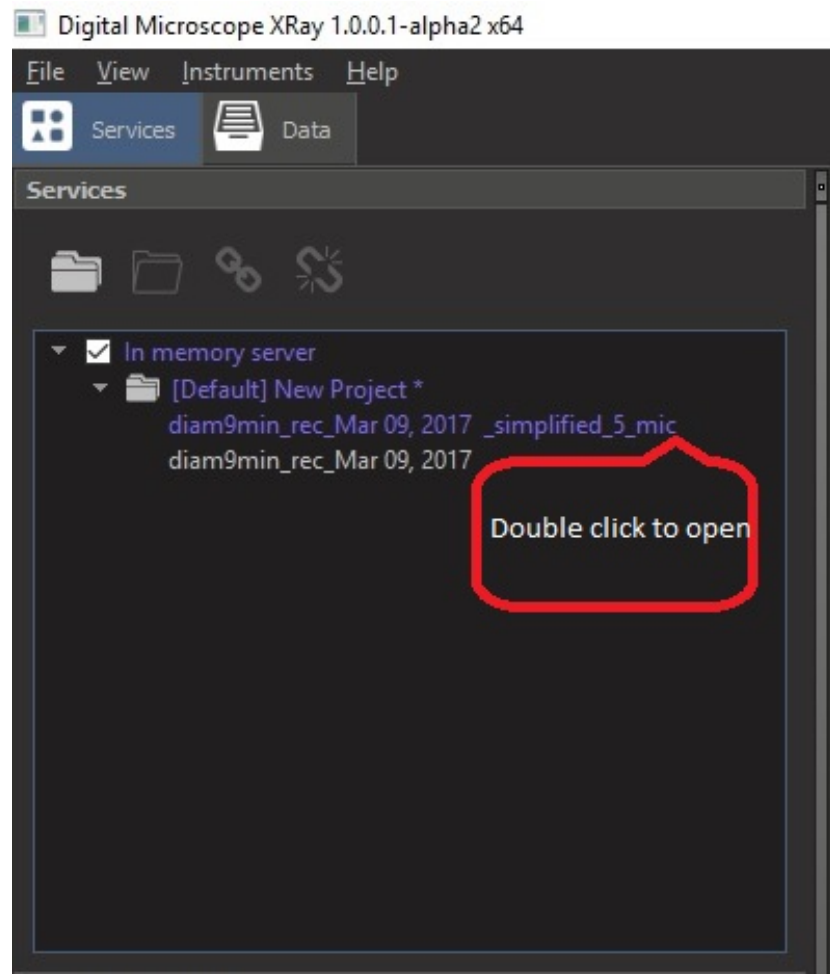 Digital Microscope XRay 1.0.0.1-alpha2 x64
File View Instruments Help
Services Data
Services
In memory server
[Default] New Project *
diam9min_rec_Mar 09, 2017 _simplified_5_mic
diam9min_rec_Mar 09, 2017
Double click to open